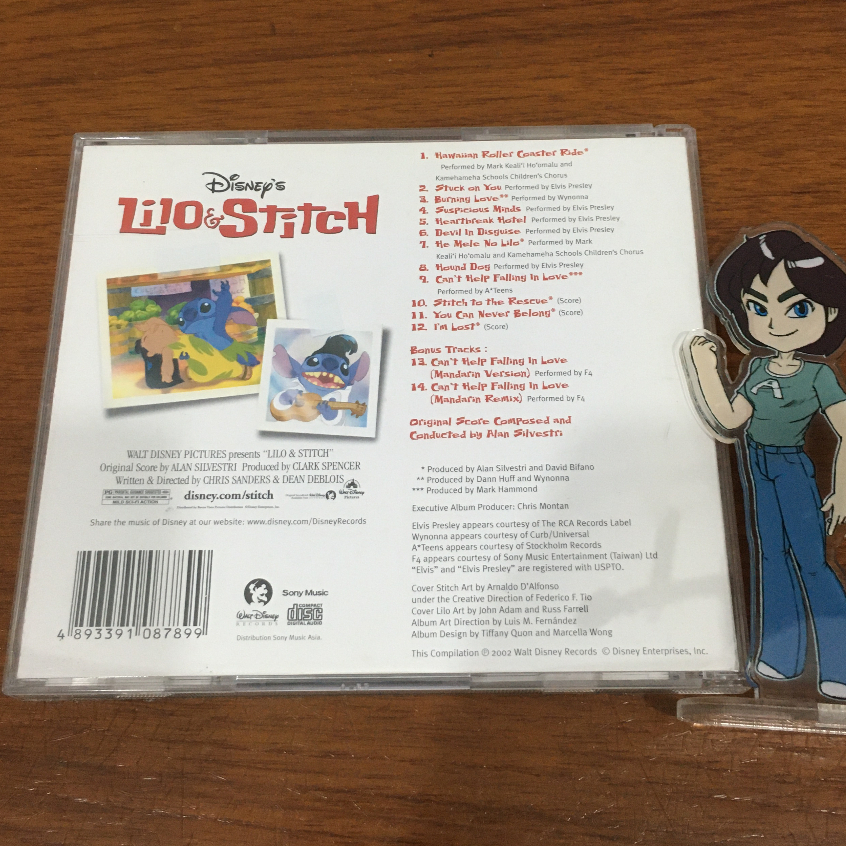 Disney's
Lilo & Stitch
WALT DISNEY PICTURES presents "LILO & STITCH"
Original Score by ALAN SILVESTRI Produced by CLARK SPENCER
Written & Directed by CHRIS SANDERS & DEAN DEBLOIS
disney.com/stitch
Share the music of Disney at our website: www.disney.com/DisneyRecords
4 893391 087899
Walt Disney
RECORDS
Sony Music
COMPACT
disc
DIGITAL AUDIO
Distribution Sony Music Asia.
1. Hawaiian Roller Coaster Ride*
Performed by Mark Keali'i Ho'omalu and
Kamehameha Schools Children's Chorus
2. Stuck on You Performed by Elvis Presley
3. Burning Love** Performed by Wynonna
4. Suspicious Minds Performed by Elvis Presley
5. Heartbreak Hotel Performed by Elvis Presley
6. Devil In Disguise Performed by Elvis Presley
7. He Mele No Lilo* Performed by Mark
Keali'i Ho'omalu and Kamehameha Schools Children's Chorus
8. Hound Dog Performed by Elvis Presley
9. Can't Help Falling In Love***
Performed by A*Teens
10. Stitch to the Rescue* (Score)
11. You Can Never Belong* (Score)
12. I'm Lost* (Score)
Bonus Tracks :
13. Can't Help Falling In Love
(Mandarin Version) Performed by F4
14. Can't Help Falling In Love
(Mandarin Remix) Performed by F4
Original Score Composed and
Conducted by Alan Silvestri
* Produced by Alan Silvestri and David Bifano
** Produced by Dann Huff and Wynonna
*** Produced by Mark Hammond
Executive Album Producer: Chris Montan
Elvis Presley appears courtesy of The RCA Records Label
Wynonna appears courtesy of Curb/Universal
A*Teens appears courtesy of Stockholm Records
F4 appears courtesy of Sony Music Entertainment (Taiwan) Ltd
"Elvis" and "Elvis Presley" are registered with USPTO.
Cover Stitch Art by Arnaldo D'Alfonso
under the Creative Direction of Federico F. Tio
Cover Lilo Art by John Adam and Russ Farrell
Album Art Direction by Luis M. Fernández
Album Design by Tiffany Quon and Marcella Wong
This Compilation ℗ 2002 Walt Disney Records © Disney Enterprises, Inc.
A